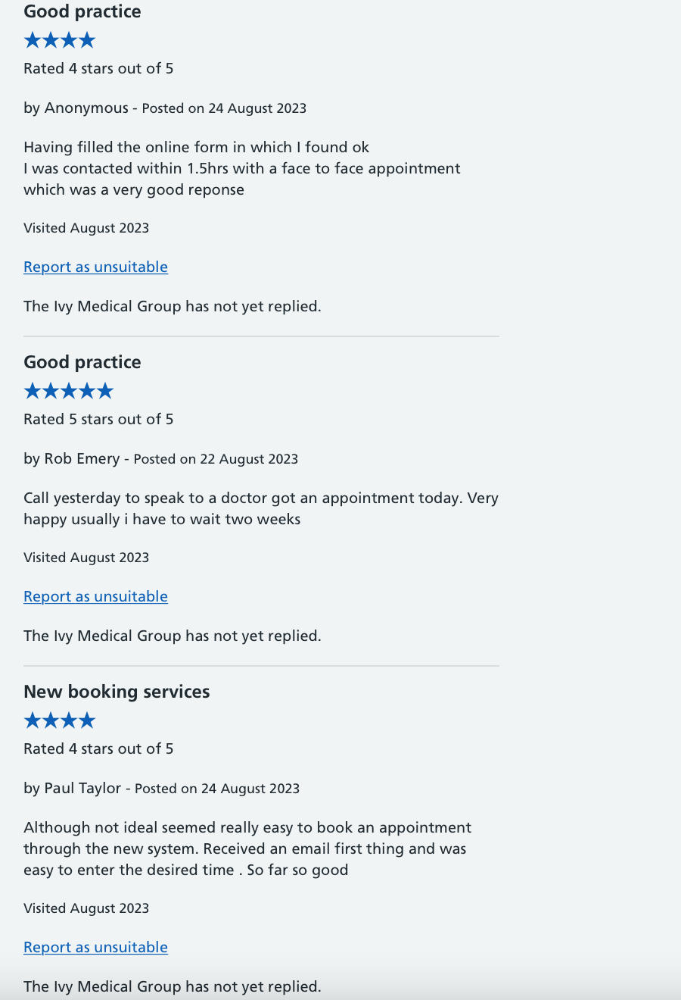 Good practice
Rated 4 stars out of 5
by Anonymous - Posted on 24 August 2023
Having filled the online form in which I found ok
I was contacted within 1.5hrs with a face to face appointment
which was a very good reponse
Visited August 2023
Report as unsuitable
The Ivy Medical Group has not yet replied.
Good practice
Rated 5 stars out of 5
by Rob Emery - Posted on 22 August 2023
Call yesterday to speak to a doctor got an appointment today. Very
happy usually i have to wait two weeks
Visited August 2023
Report as unsuitable
The Ivy Medical Group has not yet replied.
New booking services
Rated 4 stars out of 5
by Paul Taylor - Posted on 24 August 2023
Although not ideal seemed really easy to book an appointment
through the new system. Received an email first thing and was
easy to enter the desired time . So far so good
Visited August 2023
Report as unsuitable
The Ivy Medical Group has not yet replied.